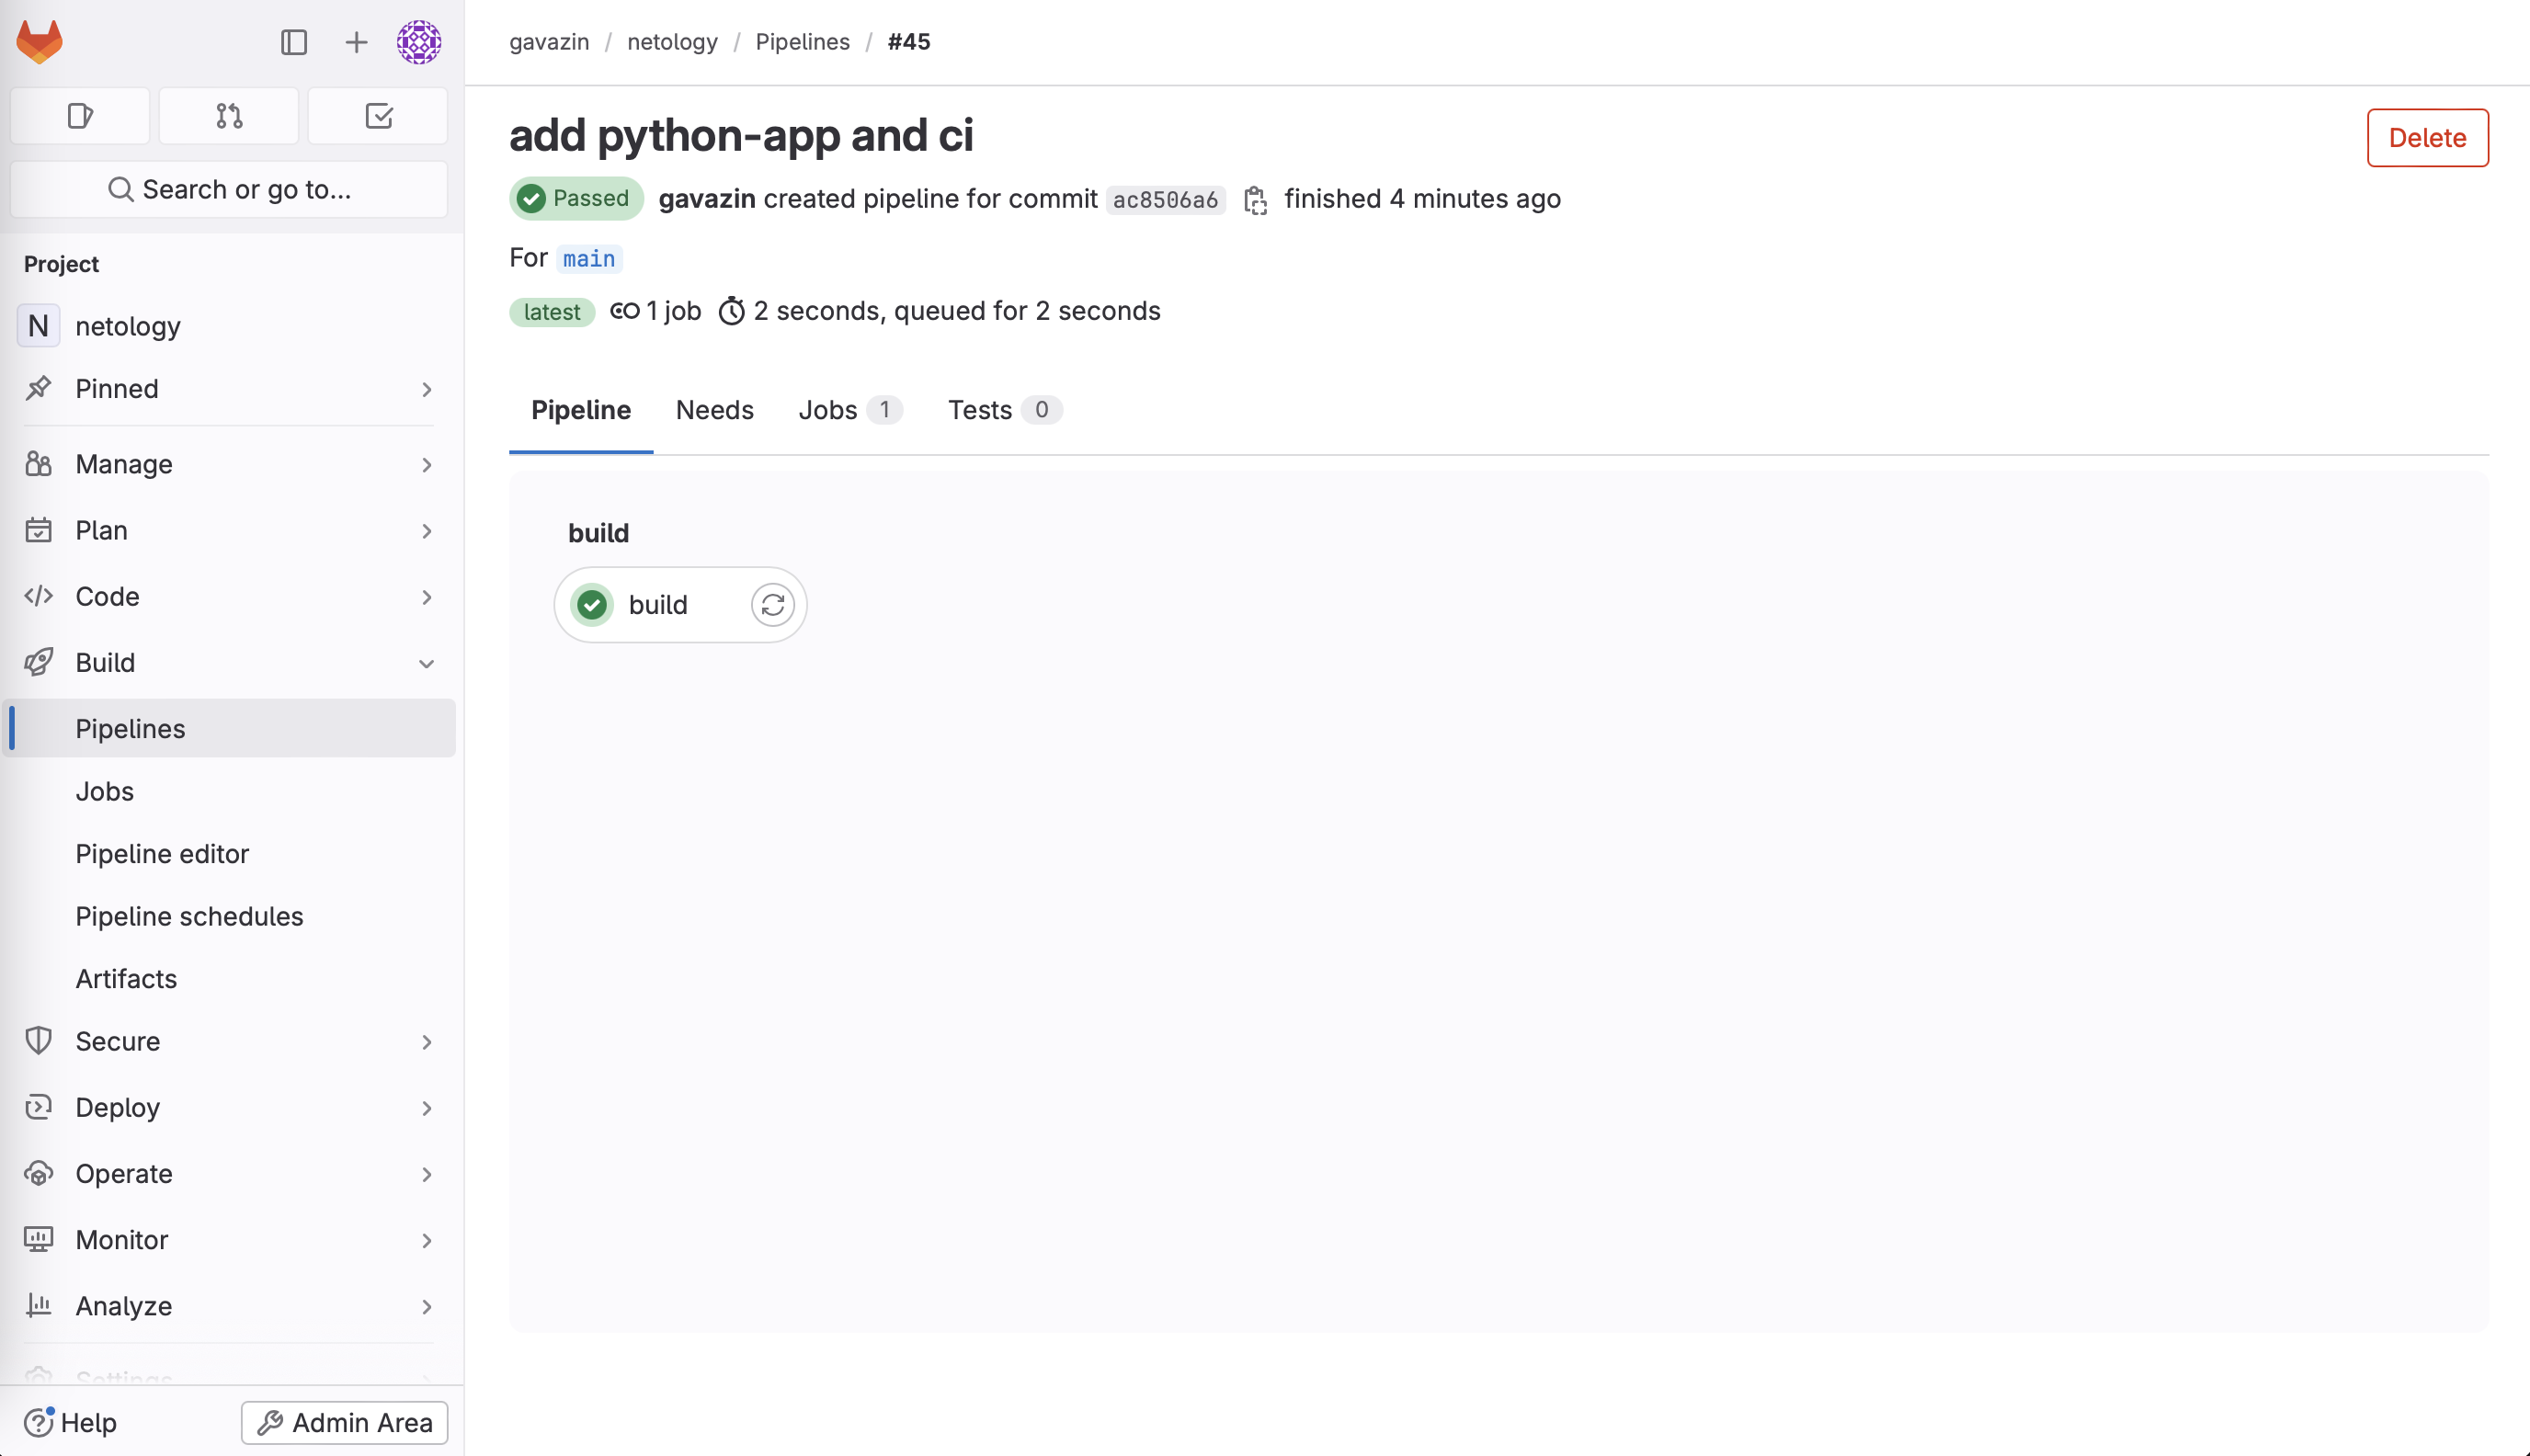 gavazin / netology / Pipelines / #45
Search or go to...
Project
N netology
Pinned
Manage
Plan
Code
Build
Pipelines
Jobs
Pipeline editor
Pipeline schedules
Artifacts
Secure
Deploy
Operate
Monitor
Analyze
Settings
Help
Admin Area
add python-app and ci
Delete
Passed gavazin created pipeline for commit ac8506a6 finished 4 minutes ago
For main
latest 1 job 2 seconds, queued for 2 seconds
Pipeline Needs Jobs 1 Tests 0
build
build